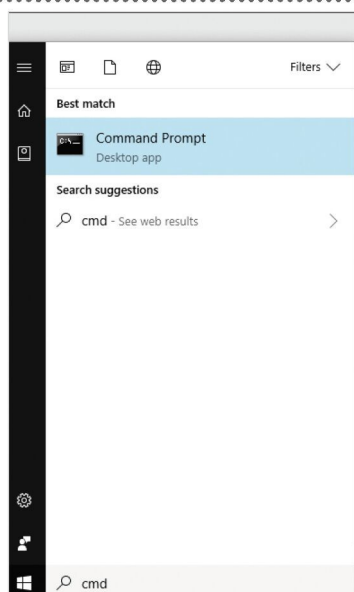 Filters
Best match
C:\_
Command Prompt
Desktop app
Search suggestions
cmd - See web results
cmd